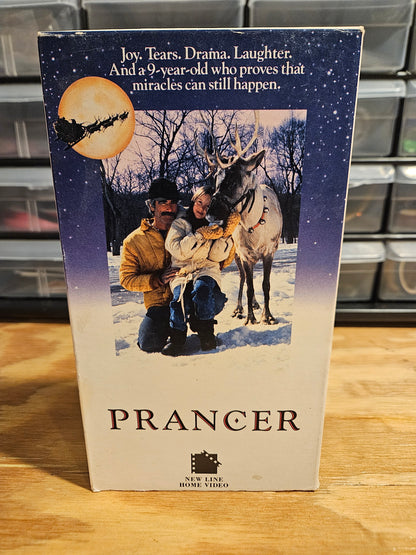 Joy. Tears. Drama. Laughter.
And a 9-year-old who proves that
miracles can still happen.
PRANCER
NEW LINE
HOME VIDEO